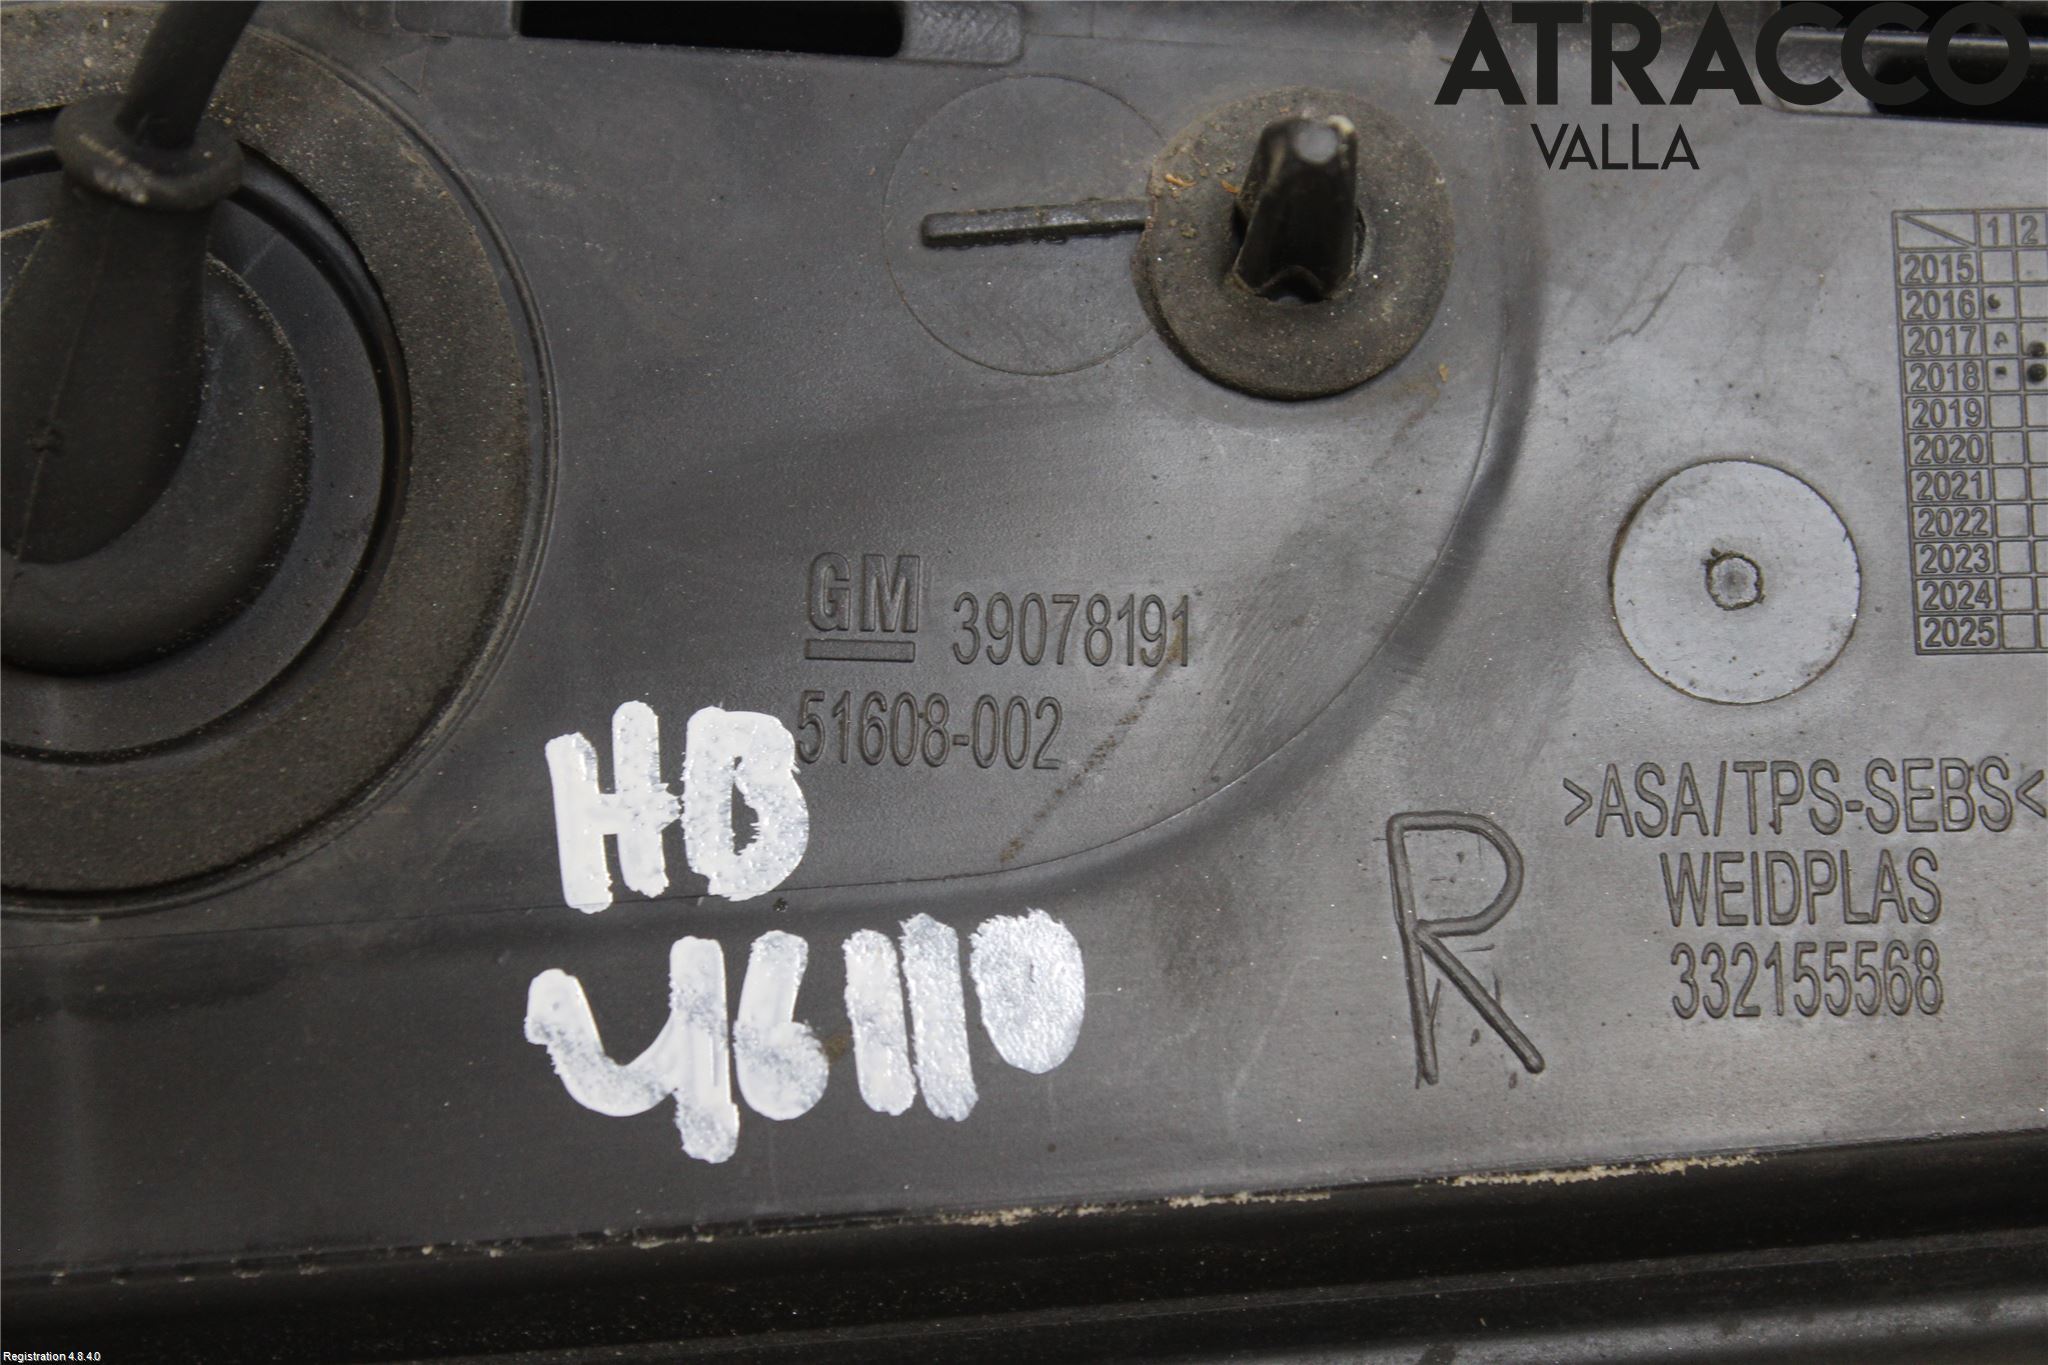 ATRACCO
VALLA
1 2
2015
2016
2017
2018
2019
2020
2021
2022
2023
2024
2025
GM 39078191
51608-002
HB
46110
R
>ASA/TPS-SEBS<
WEIDPLAS
332155568
Registration 4.8.4.0